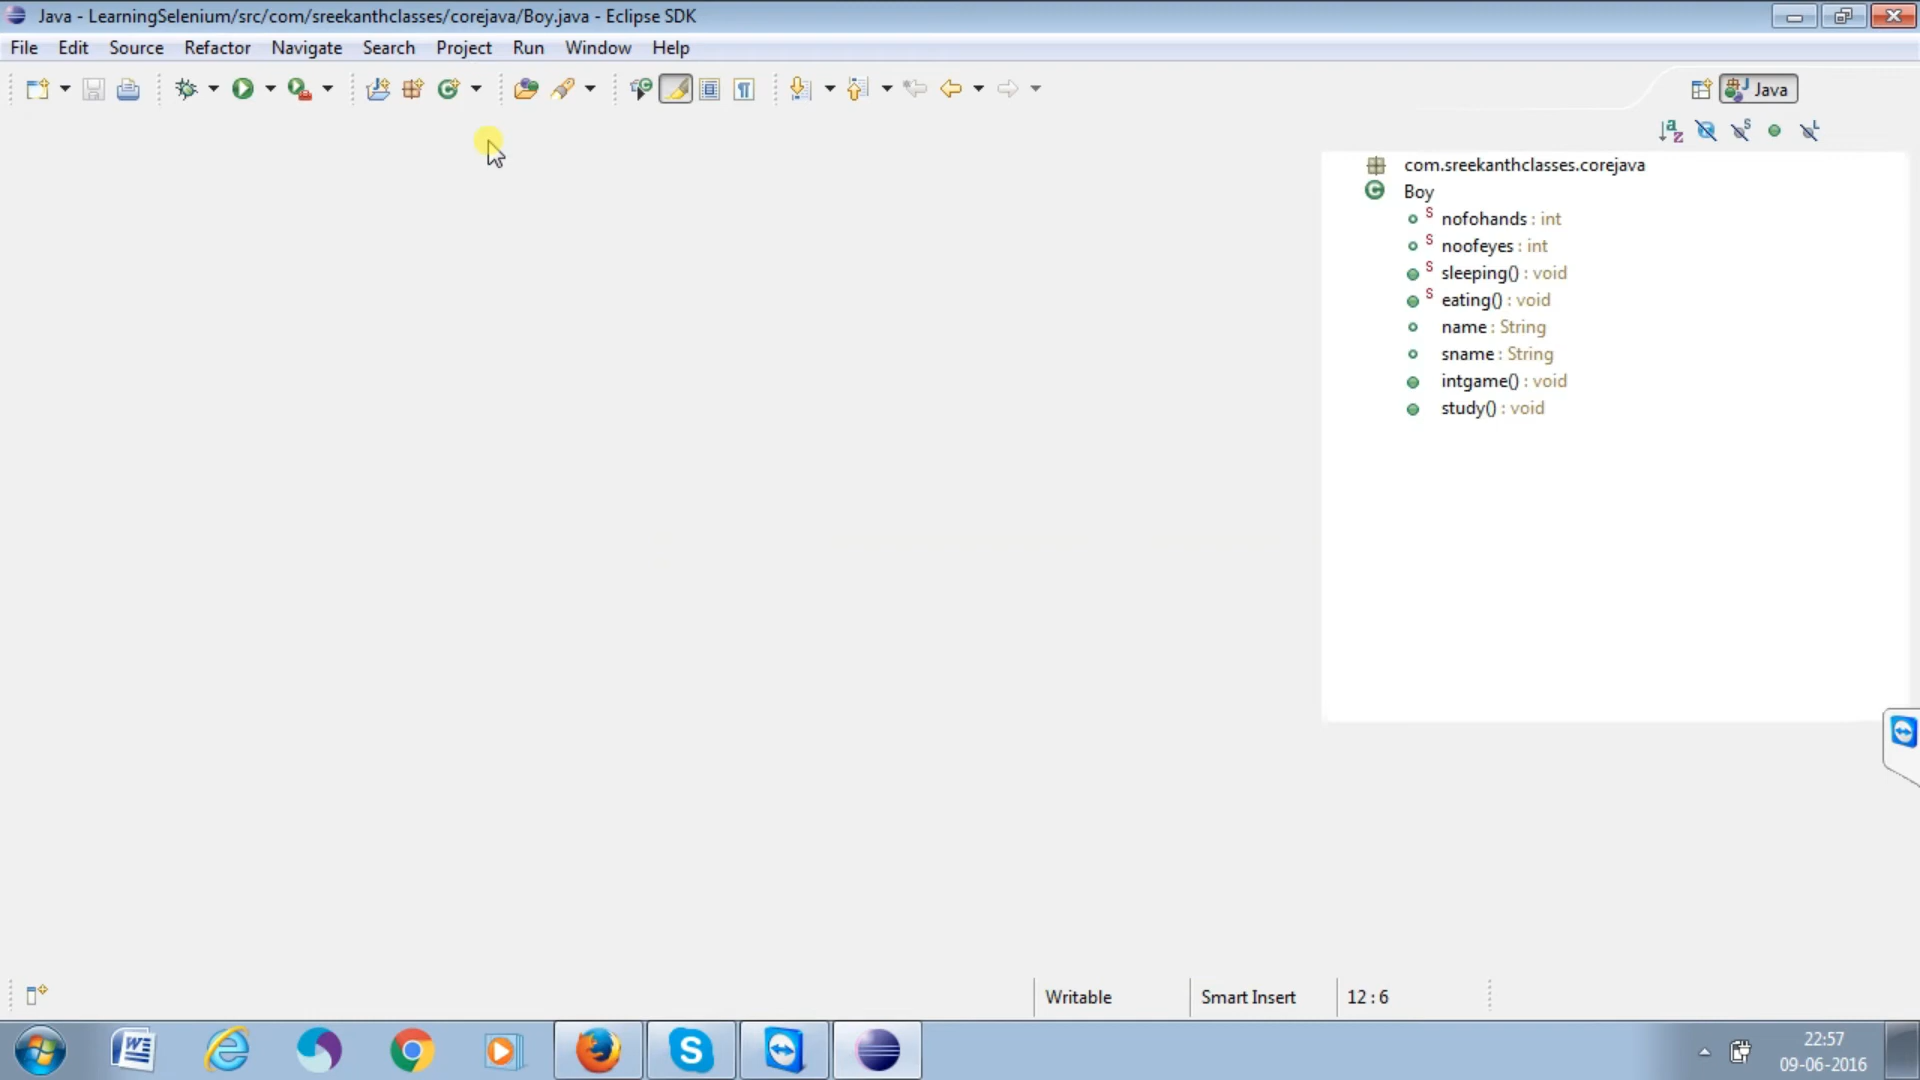 Java - LearningSelenium/src/com/sreekanthclasses/corejava/Boy.java - Eclipse SDK
File Edit Source Refactor Navigate Search Project Run Window Help
Java
com.sreekanthclasses.corejava
Boy
S nofohands : int
S noofeyes : int
S sleeping() : void
S eating() : void
name : String
sname : String
intgame() : void
study() : void
Writable Smart Insert 12 : 6
22:57
09-06-2016